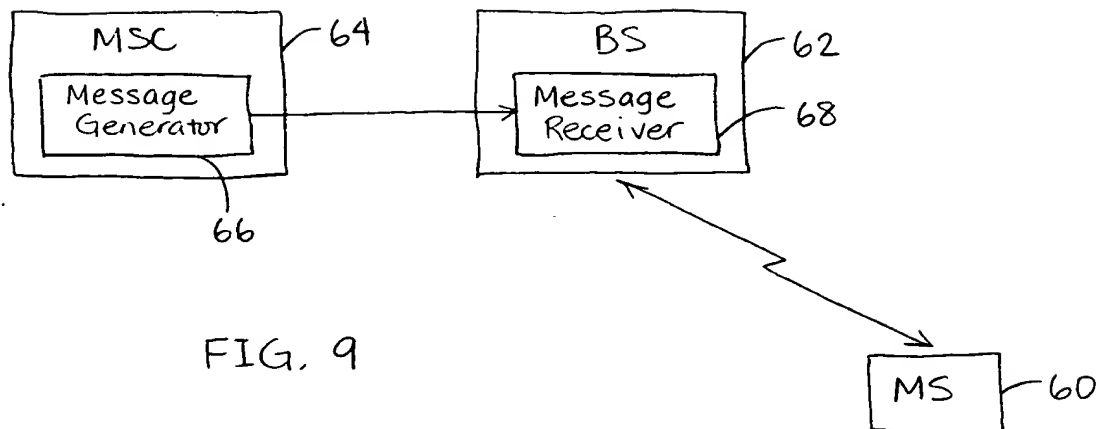 MSC
64
Message
Generator
66
BS
62
Message
Receiver
68
FIG. 9
MS
60